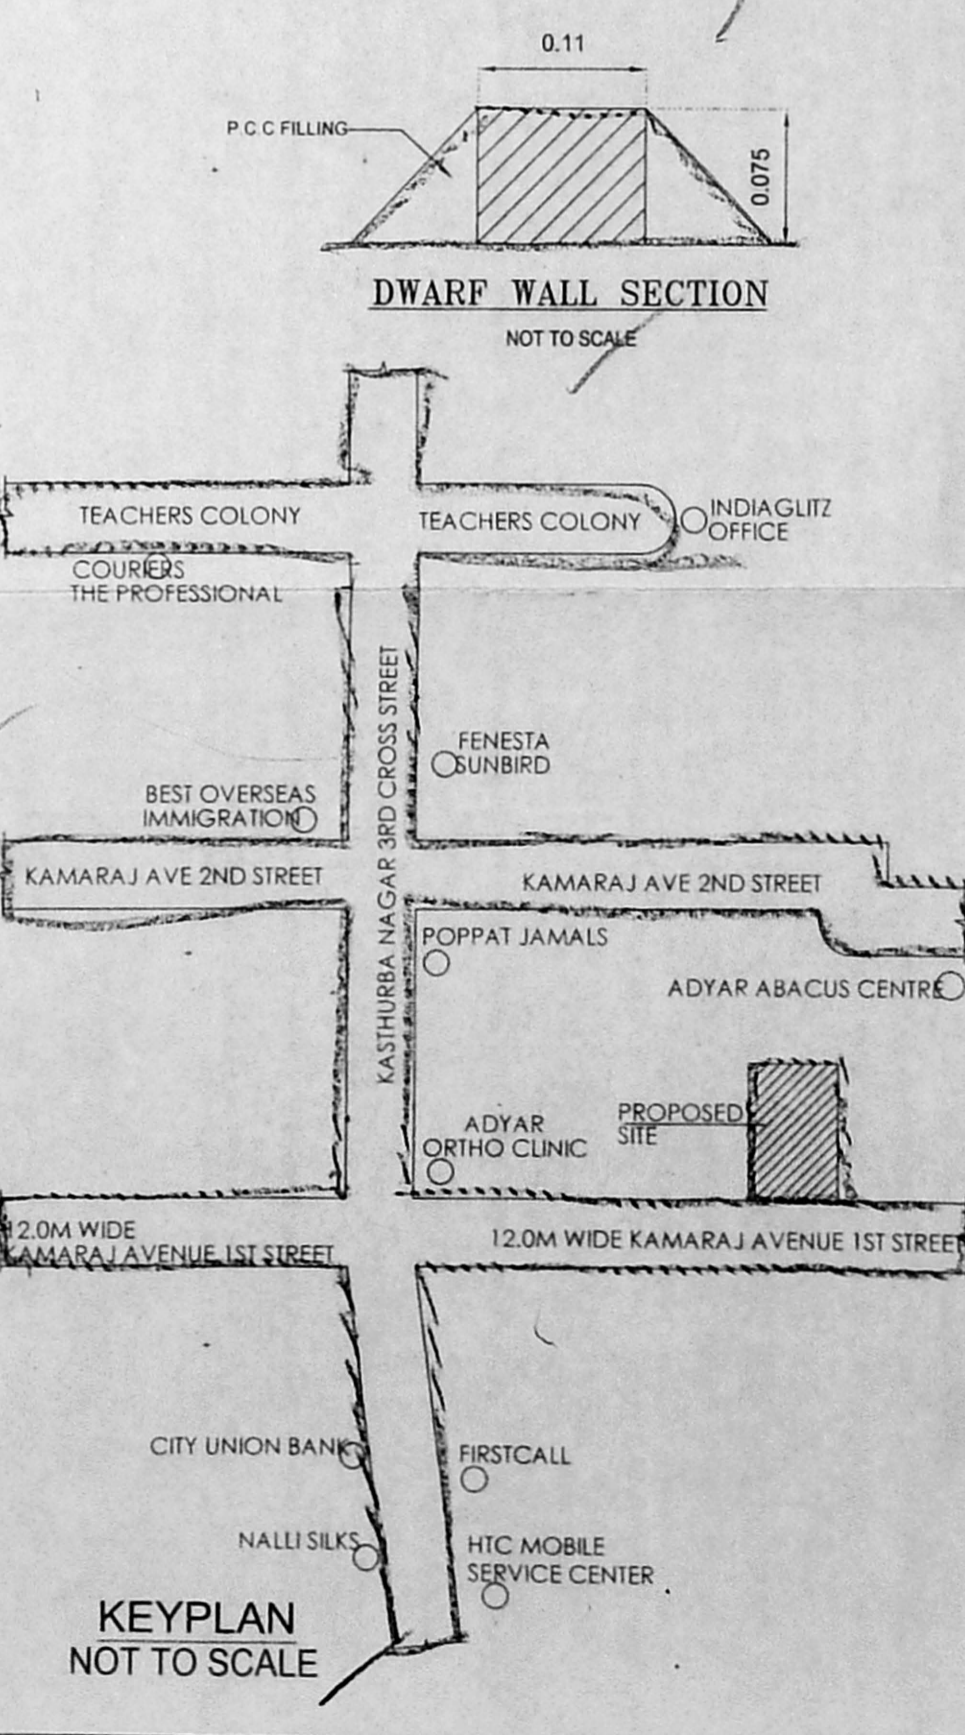 0.11
P.C.C FILLING
0.075
DWARF WALL SECTION
NOT TO SCALE
TEACHERS COLONY
TEACHERS COLONY
INDIAGLITZ
OFFICE
COURIERS
THE PROFESSIONAL
KASTHURBA NAGAR 3RD CROSS STREET
FENESTA
SUNBIRD
BEST OVERSEAS
IMMIGRATION
KAMARAJ AVE 2ND STREET
KAMARAJ AVE 2ND STREET
POPPAT JAMALS
ADYAR ABACUS CENTRE
PROPOSED
SITE
ADYAR
ORTHO CLINIC
12.0M WIDE
KAMARAJ AVENUE 1ST STREET
12.0M WIDE KAMARAJ AVENUE 1ST STREET
CITY UNION BANK
FIRSTCALL
NALLI SILKS
HTC MOBILE
SERVICE CENTER
KEYPLAN
NOT TO SCALE